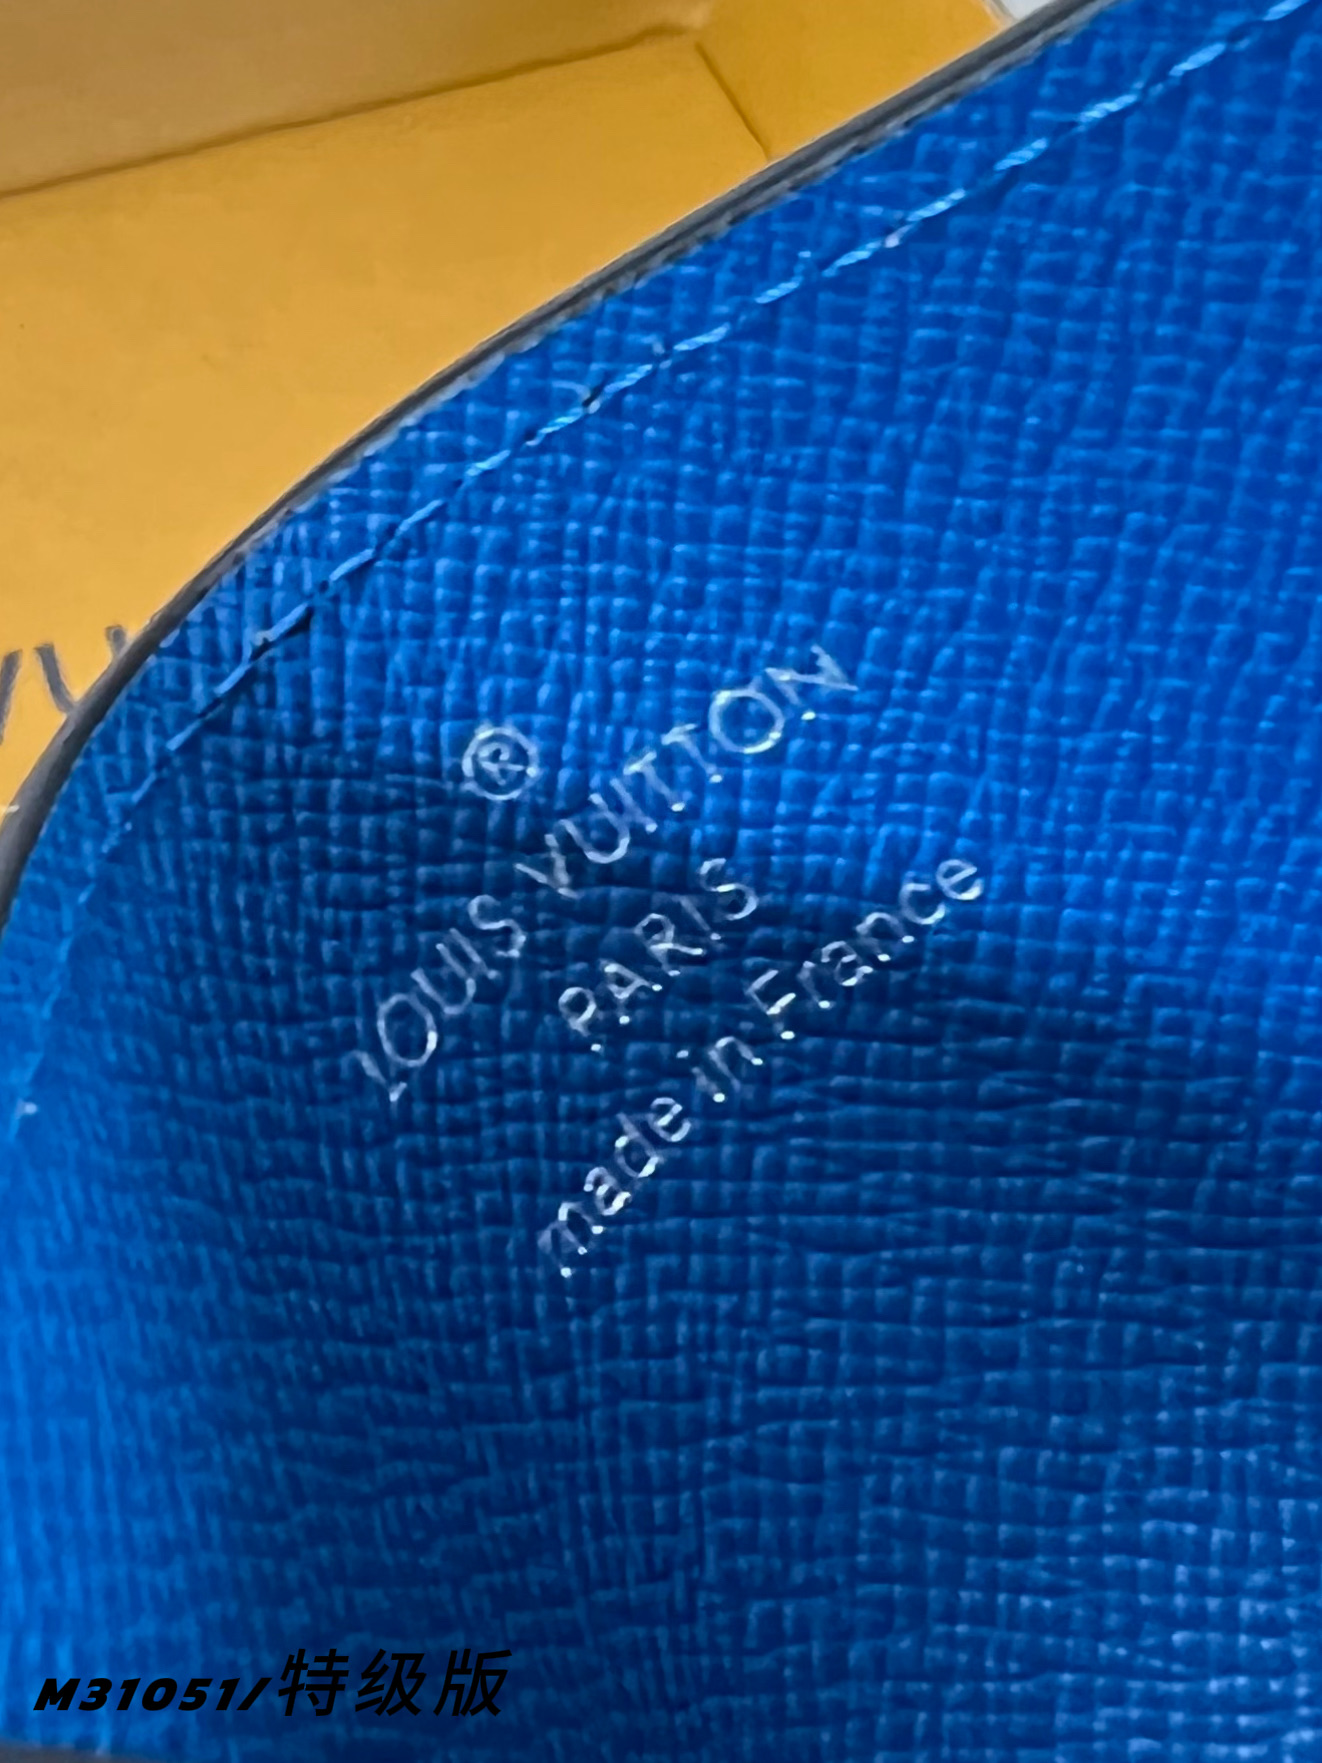 ®
LOUIS VUITTON
PARIS
made in France
M31051/特级版